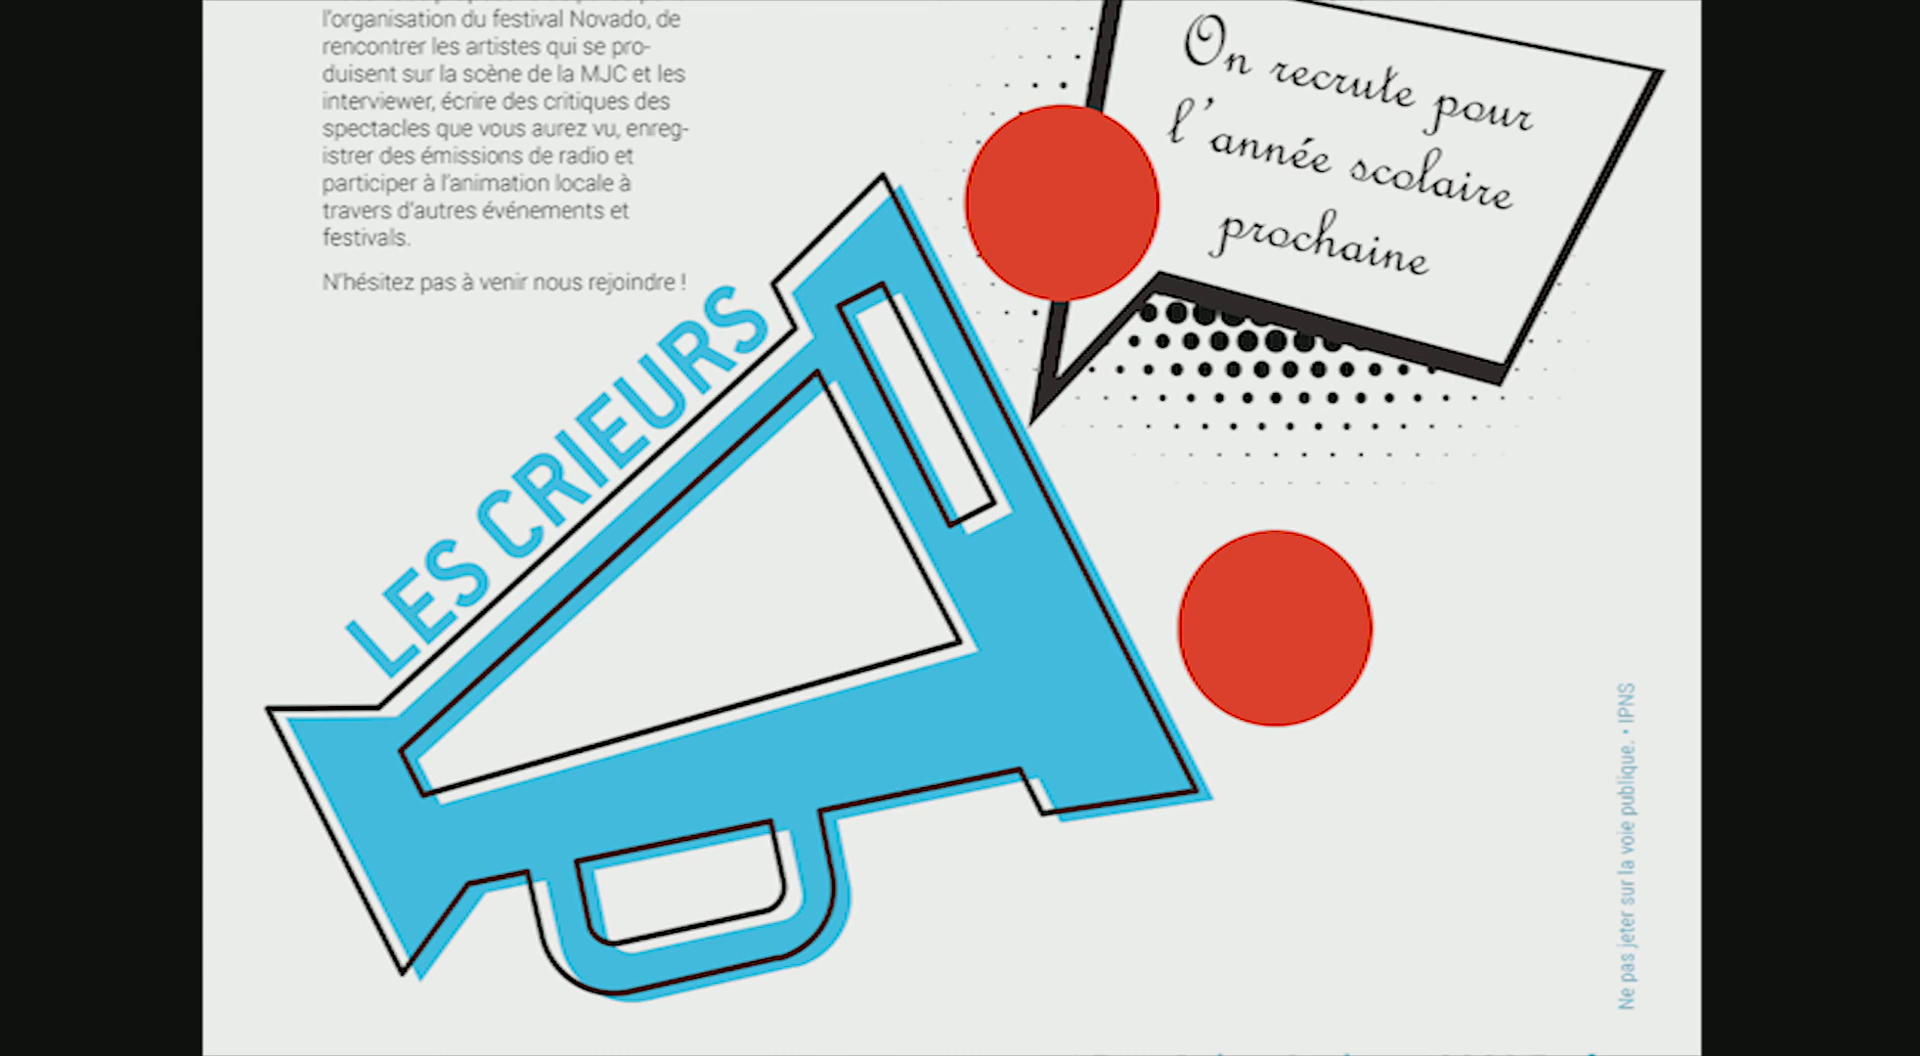 l'organisation du festival Novado, de
rencontrer les artistes qui se pro-
duisent sur la scène de la MJC et les
interviewer, écrire des critiques des
spectacles que vous aurez vu, enreg-
istrer des émissions de radio et
participer à l'animation locale à
travers d'autres événements et
festivals.
N'hésitez pas à venir nous rejoindre !
On recrute pour
l'année scolaire
prochaine
LES CRIEURS
Ne pas jeter sur la voie publique. • IPNS